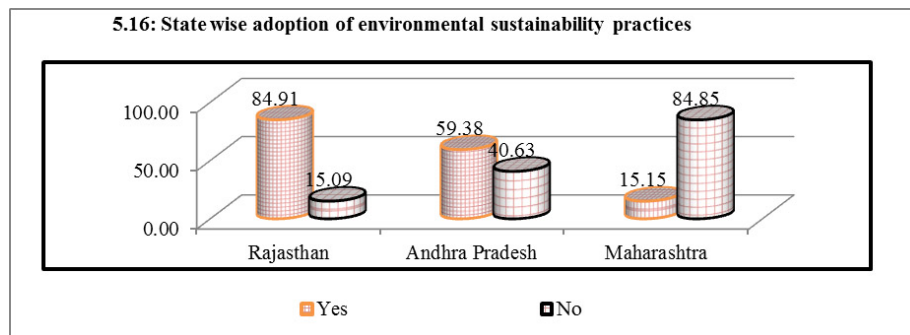 5.16: State wise adoption of environmental sustainability practices
100.00
50.00
0.00
84.91
15.09
59.38
40.63
15.15
84.85
Rajasthan
Andhra Pradesh
Maharashtra
Yes
No